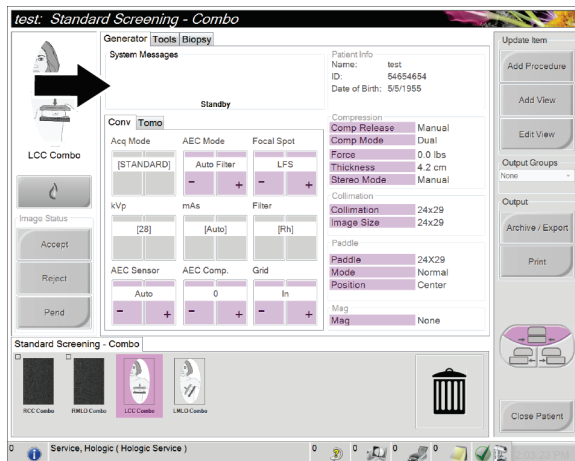 test: Standard Screening - Combo
Generator Tools Biopsy
System Messages
Standby
Patient Info
Name: test
ID: 54654654
Date of Birth: 5/5/1955
LCC Combo
Image Status
Accept
Reject
Pend
Conv Tomo
Acq Mode AEC Mode Focal Spot
[STANDARD] Auto Filter LFS
- + - +
kVp mAs Filter
[28] [Auto] [Rh]
AEC Sensor AEC Comp. Grid
Auto 0 In
- + - + - +
Compression
Comp Release Manual
Comp Mode Dual
Force 0.0 lbs
Thickness 4.2 cm
Stereo Mode Manual
Collimation
Collimation 24x29
Image Size 24x29
Paddle
Paddle 24X29
Mode Normal
Position Center
Mag
Mag None
Update Item
Add Procedure
Add View
Edit View
Output Groups
None
Output
Archive / Export
Print
Close Patient
Standard Screening - Combo
RCC Combo RMLO Combo LCC Combo LMLO Combo
0 Service, Hologic ( Hologic Service ) 0 0 0 0